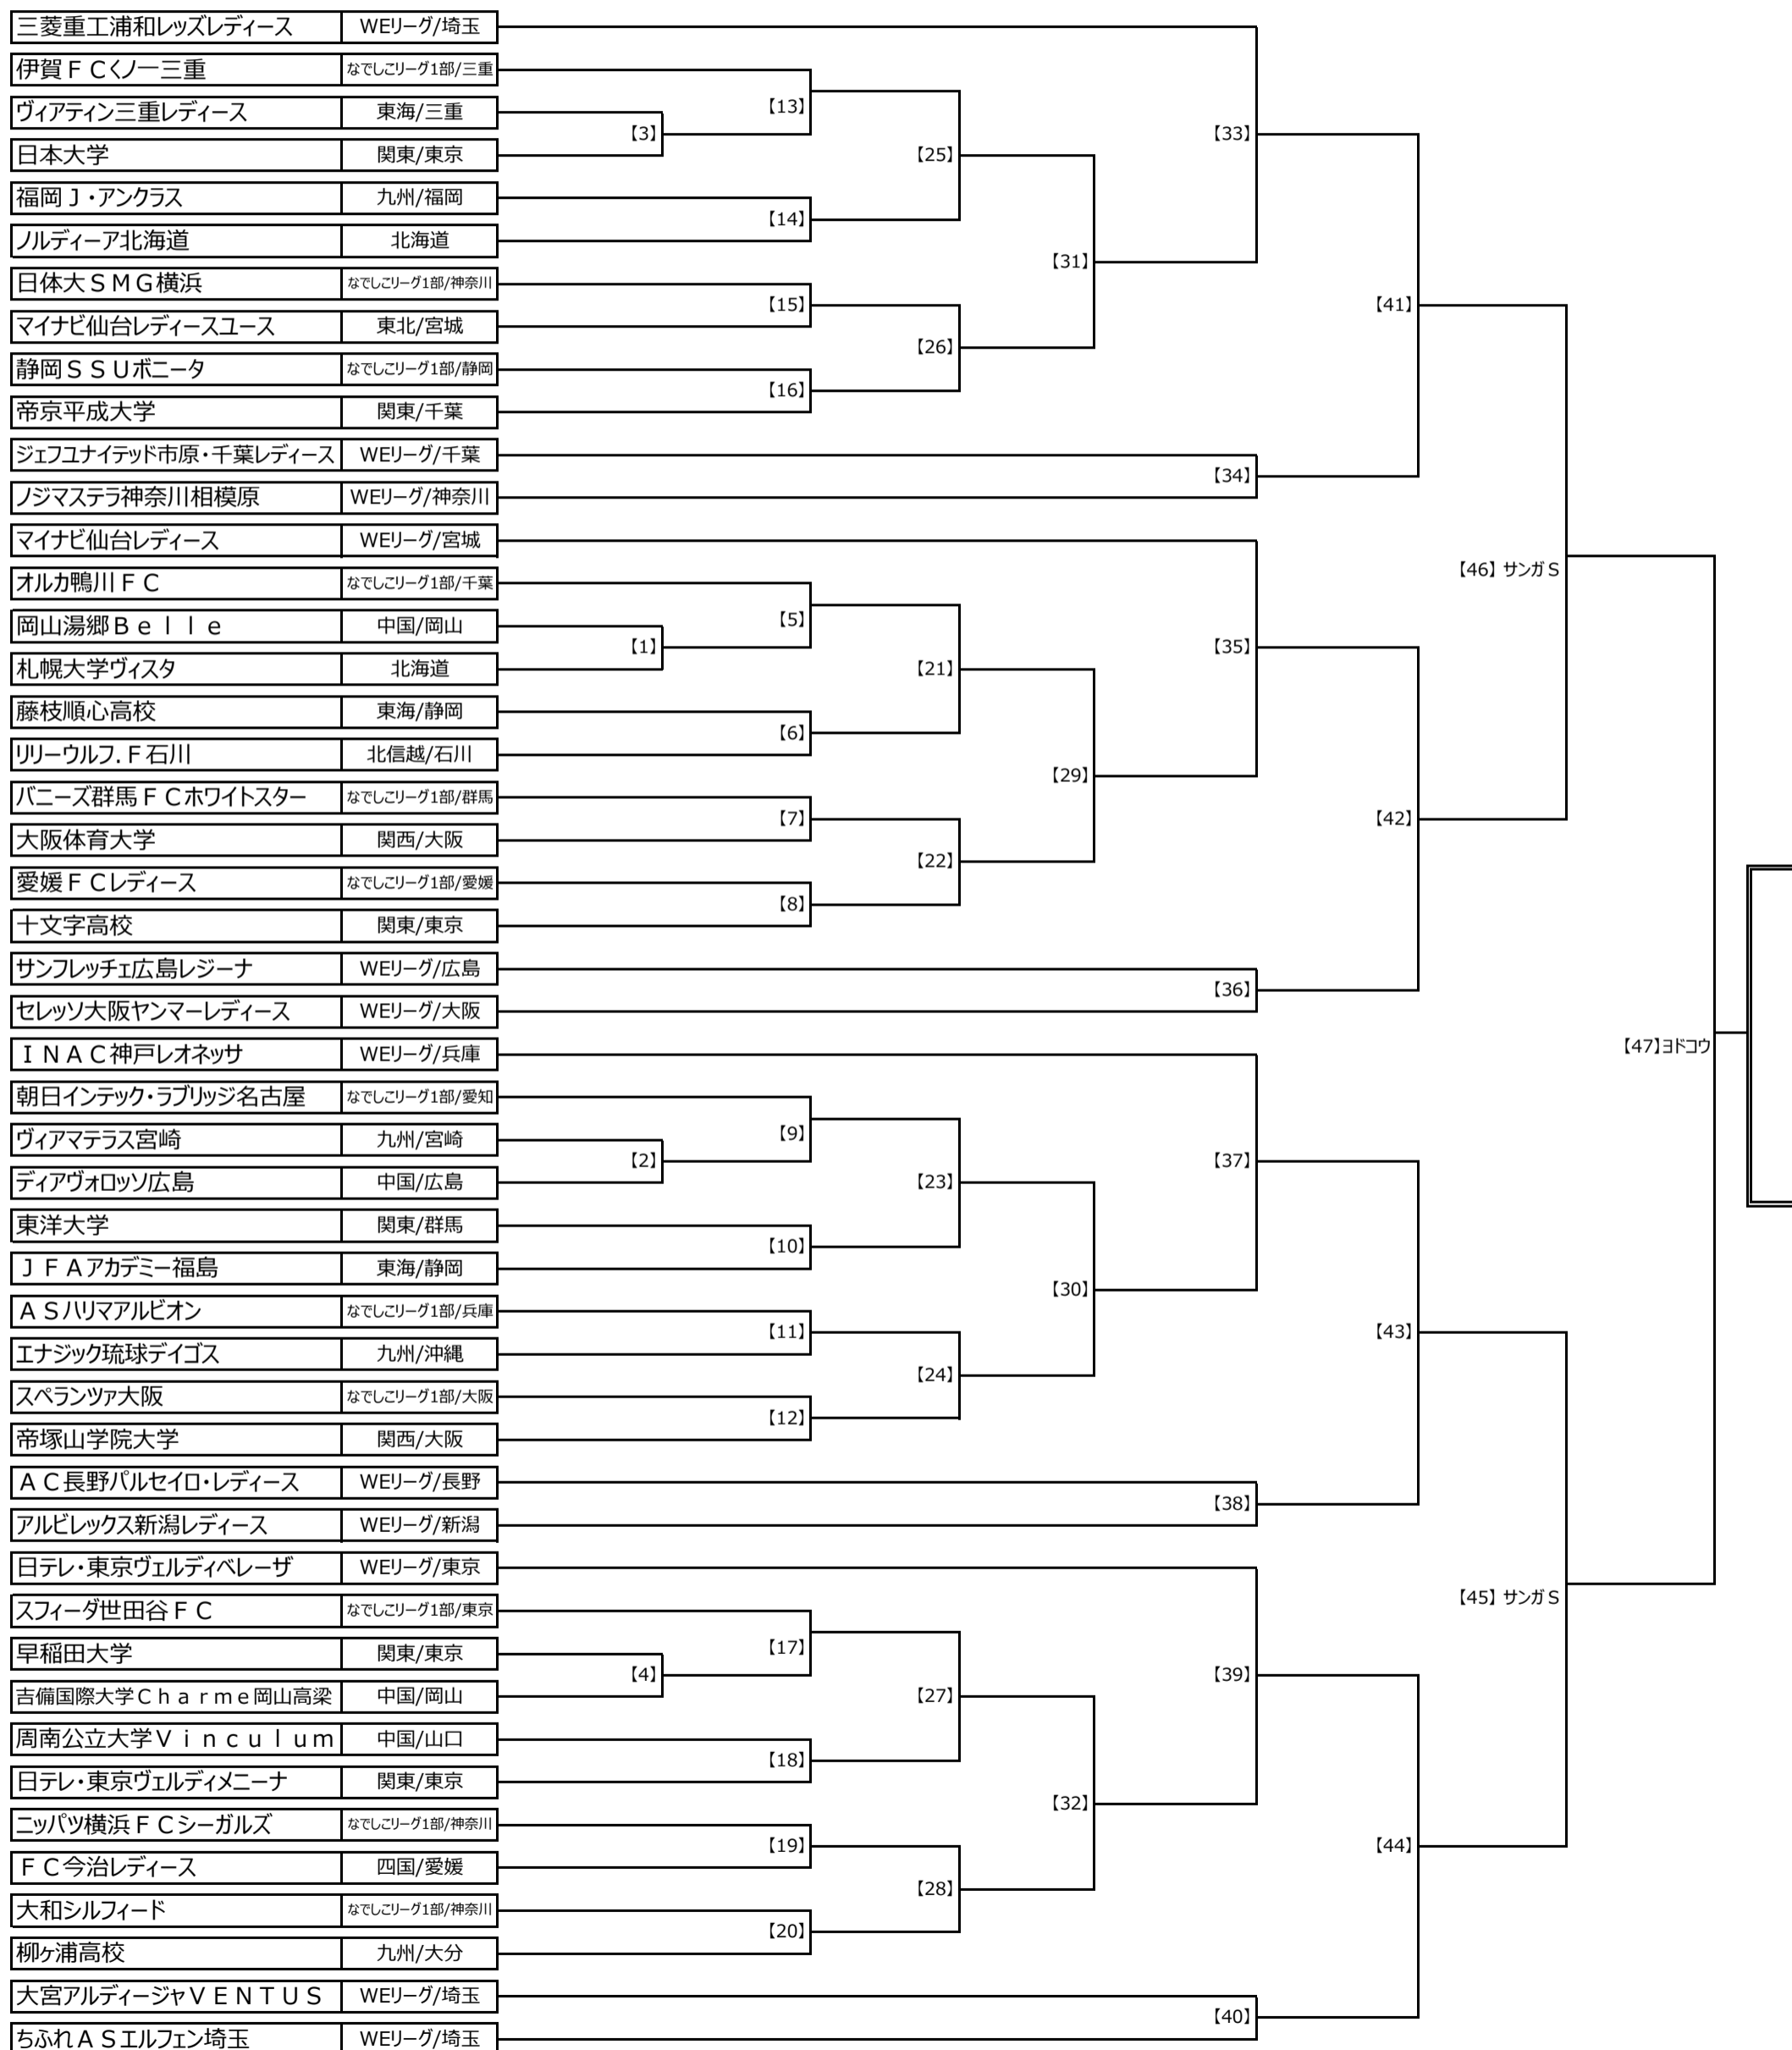 三菱重工浦和レッズレディース WEリーグ/埼玉
伊賀ＦＣくノ一三重 なでしこリーグ1部/三重
【13】
ヴィアティン三重レディース 東海/三重
【3】 【33】
日本大学 関東/東京
【25】
福岡Ｊ・アンクラス 九州/福岡
【14】
ノルディーア北海道 北海道
【31】
日体大ＳＭＧ横浜 なでしこリーグ1部/神奈川
【15】 【41】
マイナビ仙台レディースユース 東北/宮城
【26】
静岡ＳＳＵボニータ なでしこリーグ1部/静岡
【16】
帝京平成大学 関東/千葉
ジェフユナイテッド市原・千葉レディース WEリーグ/千葉
【34】
ノジマステラ神奈川相模原 WEリーグ/神奈川
マイナビ仙台レディース WEリーグ/宮城
【46】 サンガＳ
オルカ鴨川ＦＣ なでしこリーグ1部/千葉
【5】
岡山湯郷Ｂｅｌｌｅ 中国/岡山
【1】 【35】
札幌大学ヴィスタ 北海道
【21】
藤枝順心高校 東海/静岡
【6】
リリーウルフ.Ｆ石川 北信越/石川
【29】
バニーズ群馬ＦＣホワイトスター なでしこリーグ1部/群馬
【7】 【42】
大阪体育大学 関西/大阪
【22】
愛媛ＦＣレディース なでしこリーグ1部/愛媛
【8】
十文字高校 関東/東京
サンフレッチェ広島レジーナ WEリーグ/広島
【36】
セレッソ大阪ヤンマーレディース WEリーグ/大阪
【47】ヨドコウ
ＩＮＡＣ神戸レオネッサ WEリーグ/兵庫
朝日インテック・ラブリッジ名古屋 なでしこリーグ1部/愛知
【9】
ヴィアマテラス宮崎 九州/宮崎
【2】 【37】
ディアヴォロッソ広島 中国/広島
【23】
東洋大学 関東/群馬
【10】
ＪＦＡアカデミー福島 東海/静岡
【30】
ＡＳハリマアルビオン なでしこリーグ1部/兵庫
【11】 【43】
エナジック琉球デイゴス 九州/沖縄
【24】
スペランツァ大阪 なでしこリーグ1部/大阪
【12】
帝塚山学院大学 関西/大阪
ＡＣ長野パルセイロ・レディース WEリーグ/長野
【38】
アルビレックス新潟レディース WEリーグ/新潟
日テレ・東京ヴェルディベレーザ WEリーグ/東京
【45】 サンガＳ
スフィーダ世田谷ＦＣ なでしこリーグ1部/東京
【17】
早稲田大学 関東/東京
【4】 【39】
吉備国際大学Ｃｈａｒｍｅ岡山高梁 中国/岡山
【27】
周南公立大学Ｖｉｎｃｕｌｕｍ 中国/山口
【18】
日テレ・東京ヴェルディメニーナ 関東/東京
【32】
ニッパツ横浜ＦＣシーガルズ なでしこリーグ1部/神奈川
【19】 【44】
ＦＣ今治レディース 四国/愛媛
【28】
大和シルフィード なでしこリーグ1部/神奈川
【20】
柳ヶ浦高校 九州/大分
大宮アルディージャＶＥＮＴＵＳ WEリーグ/埼玉
【40】
ちふれＡＳエルフェン埼玉 WEリーグ/埼玉